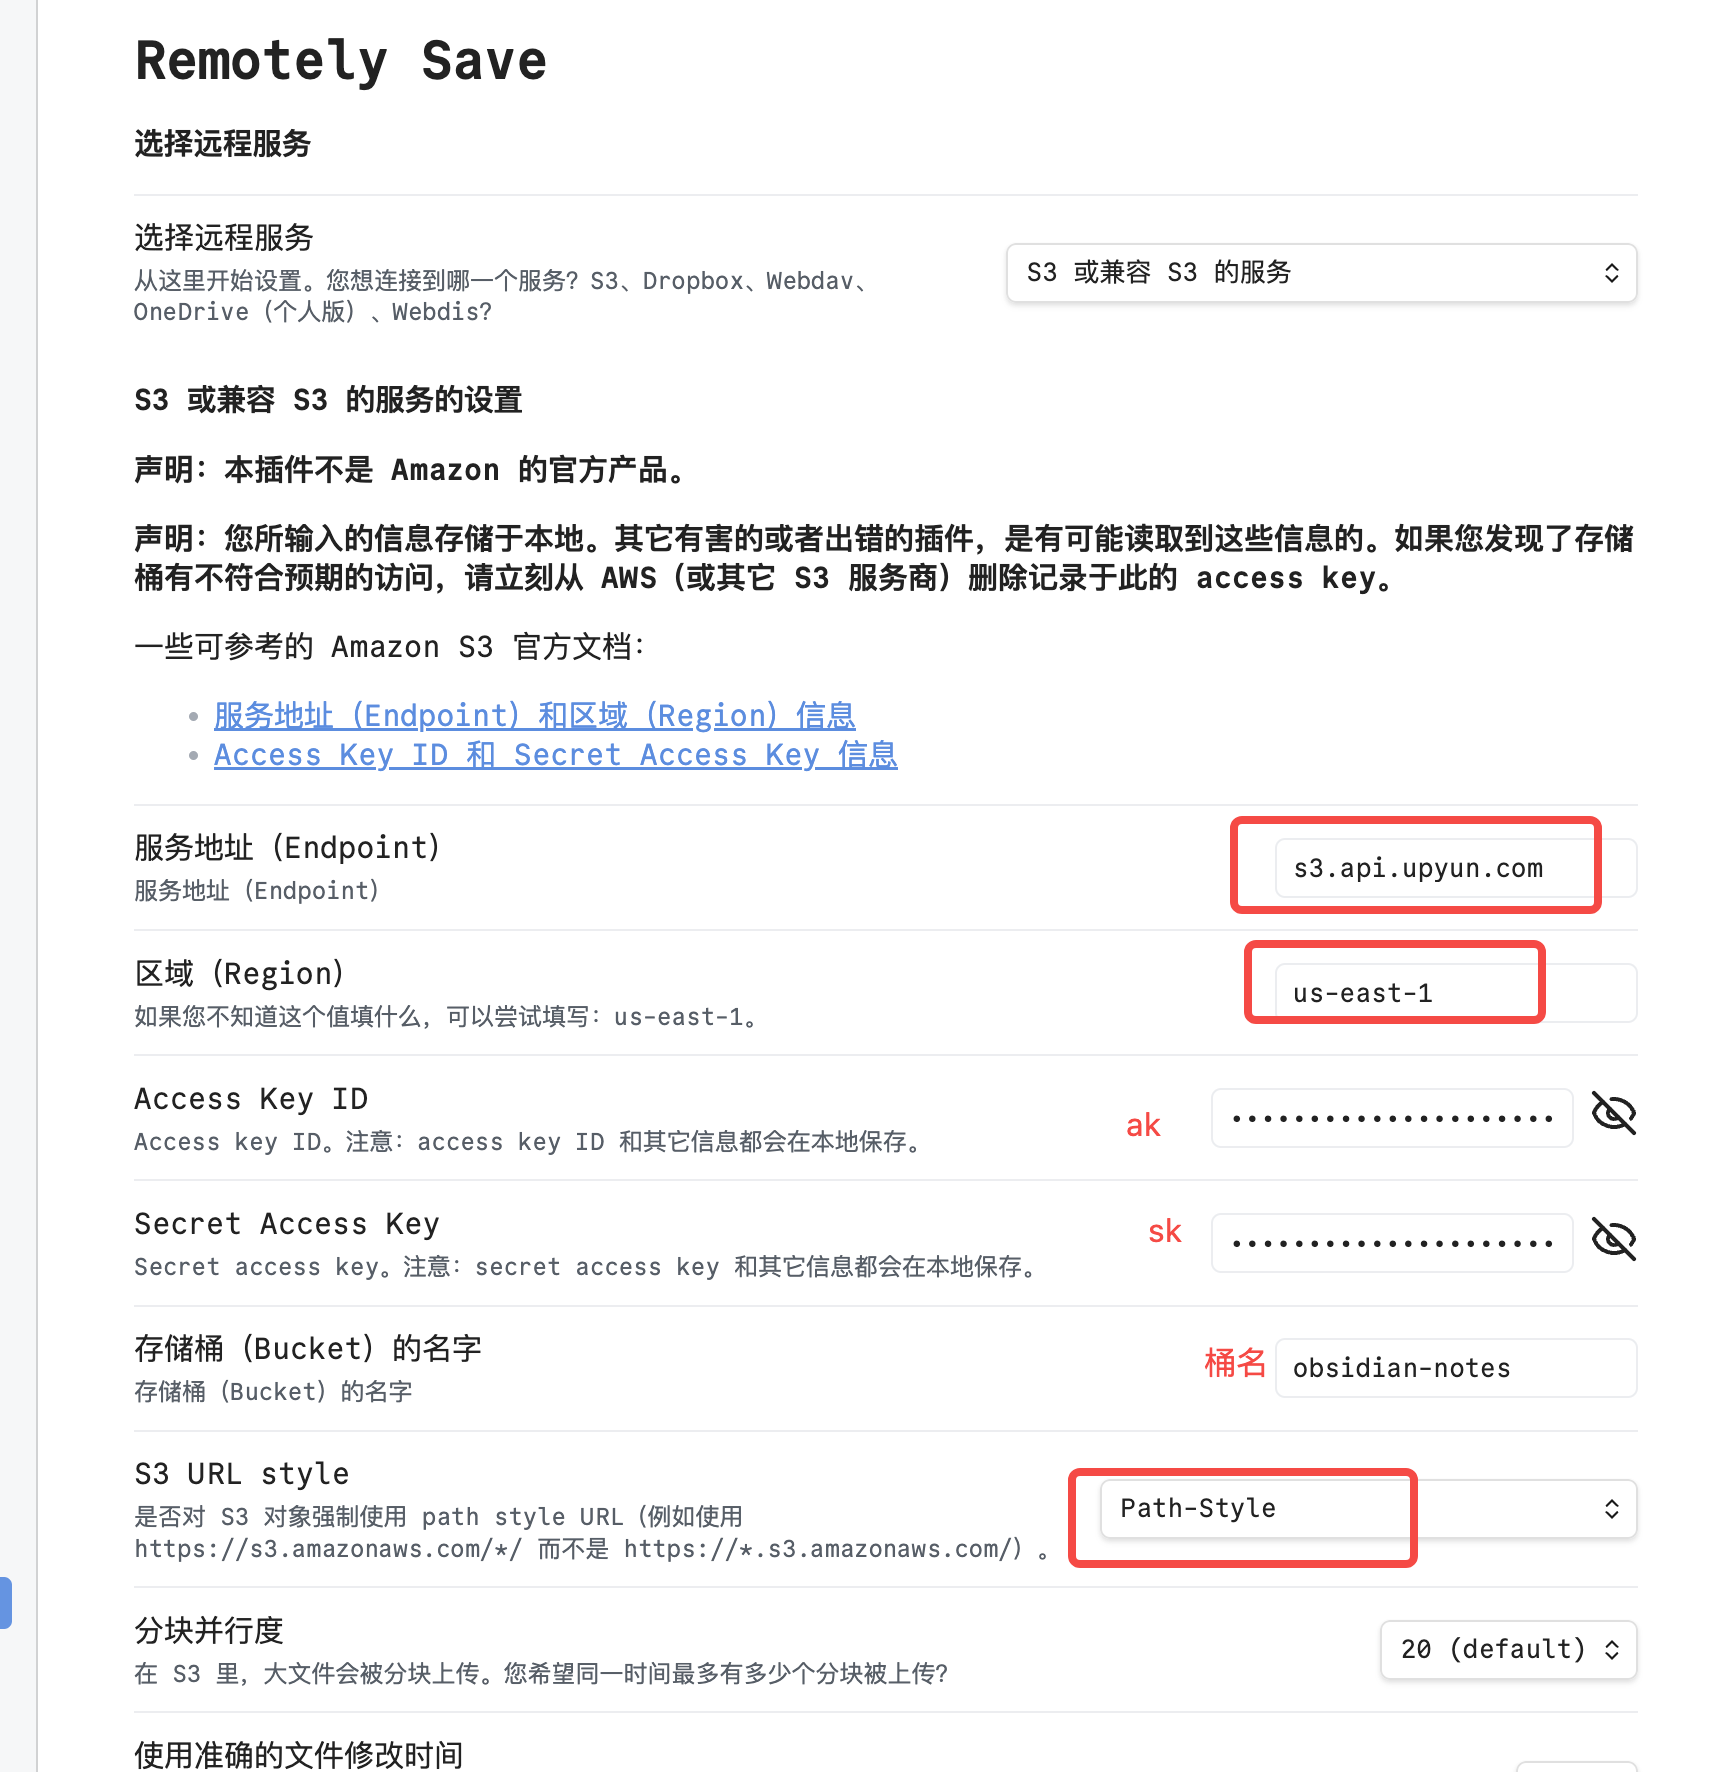 Remotely Save
选择远程服务
选择远程服务
从这里开始设置。您想连接到哪一个服务？S3、Dropbox、Webdav、
OneDrive（个人版）、Webdis？
S3 或兼容 S3 的服务
S3 或兼容 S3 的服务的设置
声明：本插件不是 Amazon 的官方产品。
声明：您所输入的信息存储于本地。其它有害的或者出错的插件，是有可能读取到这些信息的。如果您发现了存储
桶有不符合预期的访问，请立刻从 AWS（或其它 S3 服务商）删除记录于此的 access key。
一些可参考的 Amazon S3 官方文档：
服务地址（Endpoint）和区域（Region）信息
Access Key ID 和 Secret Access Key 信息
服务地址（Endpoint）
服务地址（Endpoint）
s3.api.upyun.com
区域（Region）
如果您不知道这个值填什么，可以尝试填写：us-east-1。
us-east-1
Access Key ID
Access key ID。注意：access key ID 和其它信息都会在本地保存。
ak
Secret Access Key
Secret access key。注意：secret access key 和其它信息都会在本地保存。
sk
存储桶（Bucket）的名字
存储桶（Bucket）的名字
桶名 obsidian-notes
S3 URL style
是否对 S3 对象强制使用 path style URL（例如使用
https://s3.amazonaws.com/*/ 而不是 https://*.s3.amazonaws.com/）。
Path-Style
分块并行度
在 S3 里，大文件会被分块上传。您希望同一时间最多有多少个分块被上传？
20 (default)
使用准确的文件修改时间